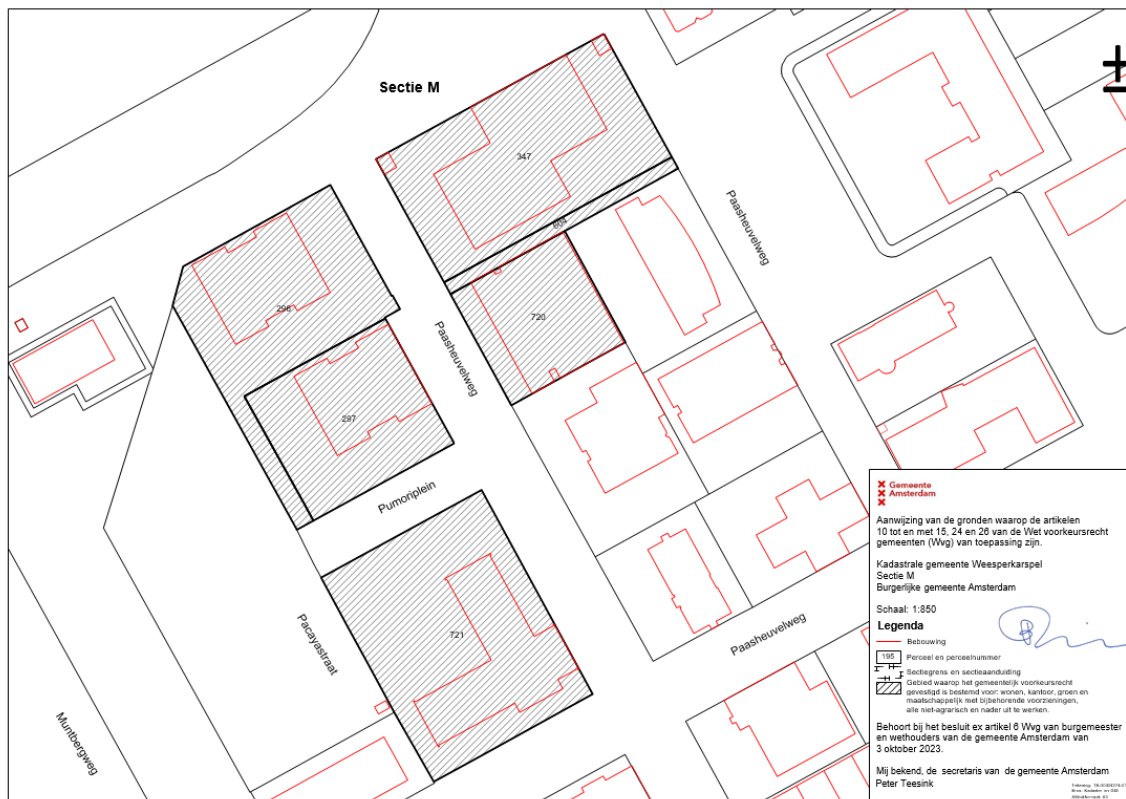 Sectie M
347
604
Paasheuvelweg
298
720
Paasheuvelweg
297
Pumoriplein
Pacayastraat
721
Paasheuvelweg
Muntbergweg
Gemeente
Amsterdam
Aanwijzing van de gronden waarop de artikelen
10 tot en met 15, 24 en 26 van de Wet voorkeursrecht
gemeenten (Wvg) van toepassing zijn.
Kadastrale gemeente Weesperkarspel
Sectie M
Burgerlijke gemeente Amsterdam
Schaal: 1:850
Legenda
Bebouwing
195 Perceel en perceelnummer
Sectiegrens en sectieaanduiding
Gebied waarop het gemeentelijk voorkeursrecht
gevestigd is bestemd voor: wonen, kantoor, groen en
maatschappelijk met bijbehorende voorzieningen,
alle niet-agrarisch en nader uit te werken.
Behoort bij het besluit ex artikel 6 Wvg van burgemeester
en wethouders van de gemeente Amsterdam van
3 oktober 2023.
Mij bekend, de secretaris van de gemeente Amsterdam
Peter Teesink